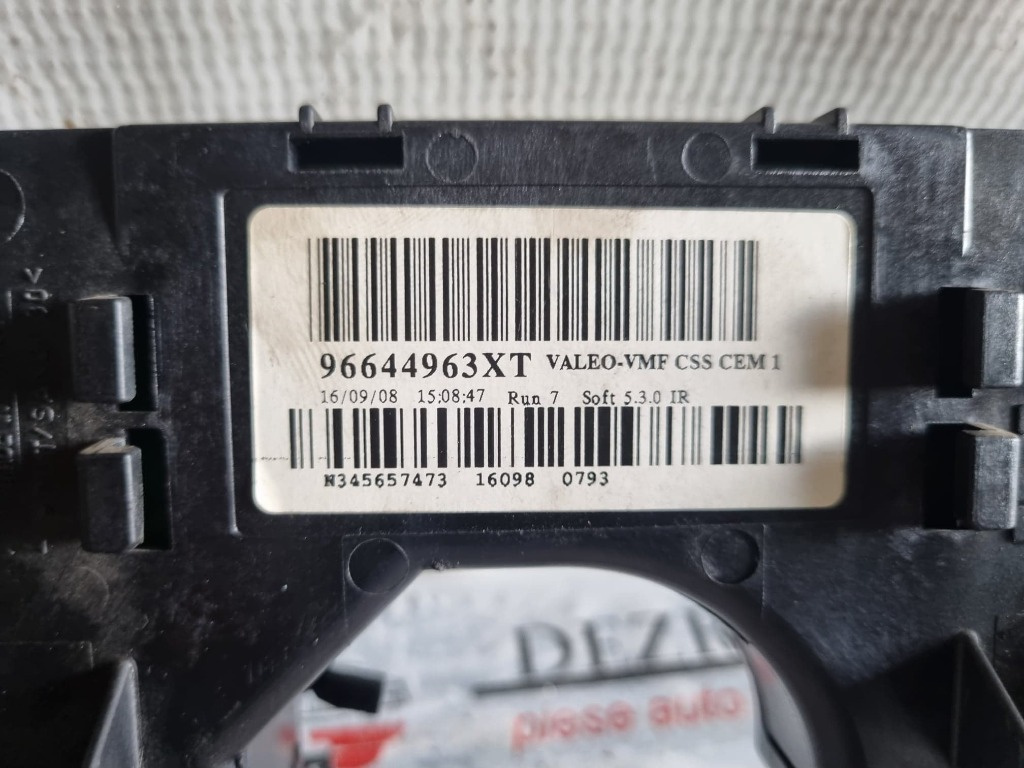 96644963XT VALEO-VMF CSS CEM 1
16/09/08 15:08:47 Run 7 Soft 5.3.0 IR
N345657473 16098 0793
piese auto